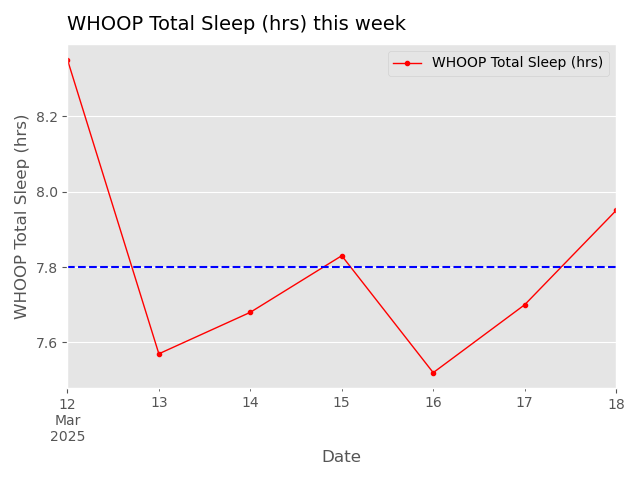 WHOOP Total Sleep (hrs) this week
WHOOP Total Sleep (hrs)
WHOOP Total Sleep (hrs)
8.2
8.0
7.8
7.6
12 13 14 15 16 17 18
Mar
2025
Date